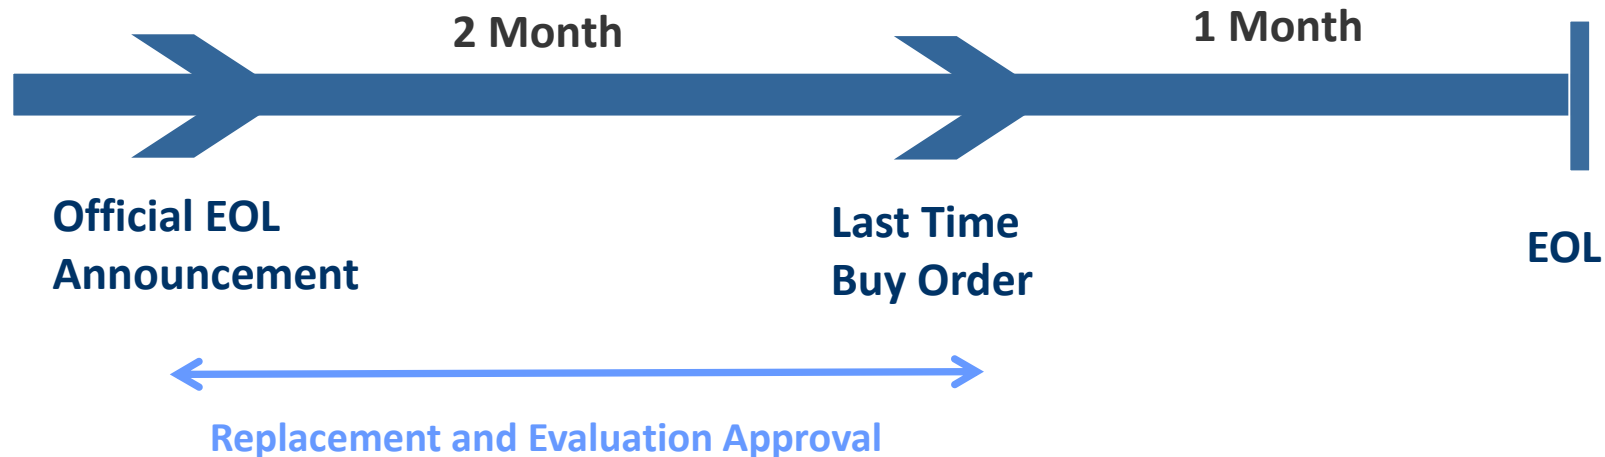 2 Month
1 Month
Official EOL
Announcement
Last Time
Buy Order
EOL
Replacement and Evaluation Approval